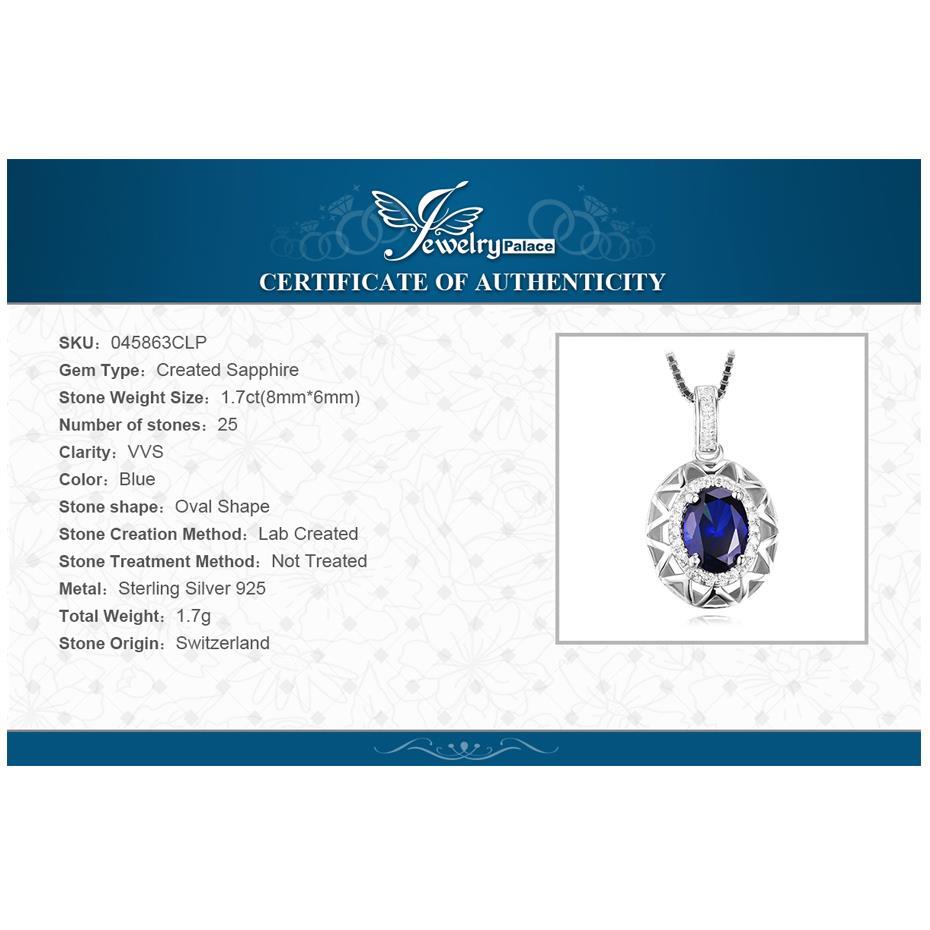 Jewelry Palace
CERTIFICATE OF AUTHENTICITY
SKU: 045863CLP
Gem Type: Created Sapphire
Stone Weight Size: 1.7ct(8mm*6mm)
Number of stones: 25
Clarity: VVS
Color: Blue
Stone shape: Oval Shape
Stone Creation Method: Lab Created
Stone Treatment Method: Not Treated
Metal: Sterling Silver 925
Total Weight: 1.7g
Stone Origin: Switzerland